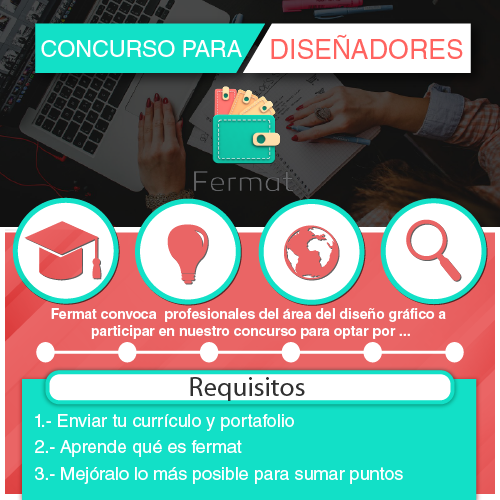 CONCURSO PARA DISEÑADORES
Fermat
Fermat convoca profesionales del área del diseño gráfico a
participar en nuestro concurso para optar por ...
Requisitos
1.- Enviar tu currículo y portafolio
2.- Aprende qué es fermat
3.- Mejóralo lo más posible para sumar puntos